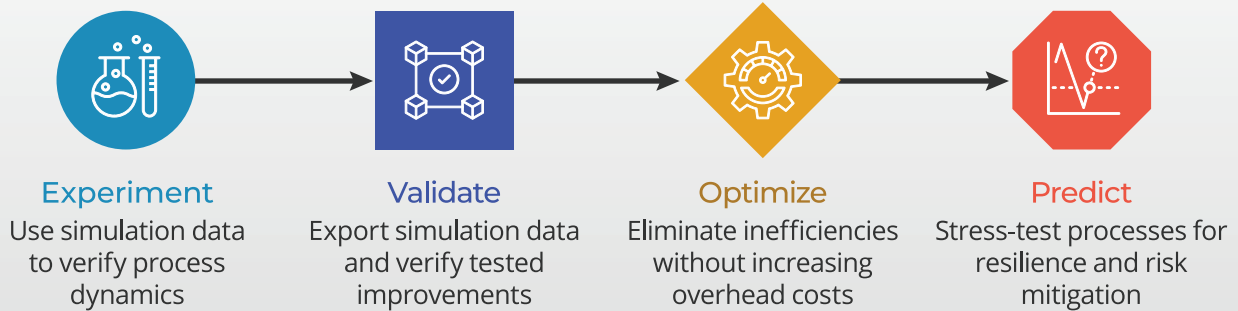 ?
Experiment
Use simulation data
to verify process
dynamics
Validate
Export simulation data
and verify tested
improvements
Optimize
Eliminate inefficiencies
without increasing
overhead costs
Predict
Stress-test processes for
resilience and risk
mitigation